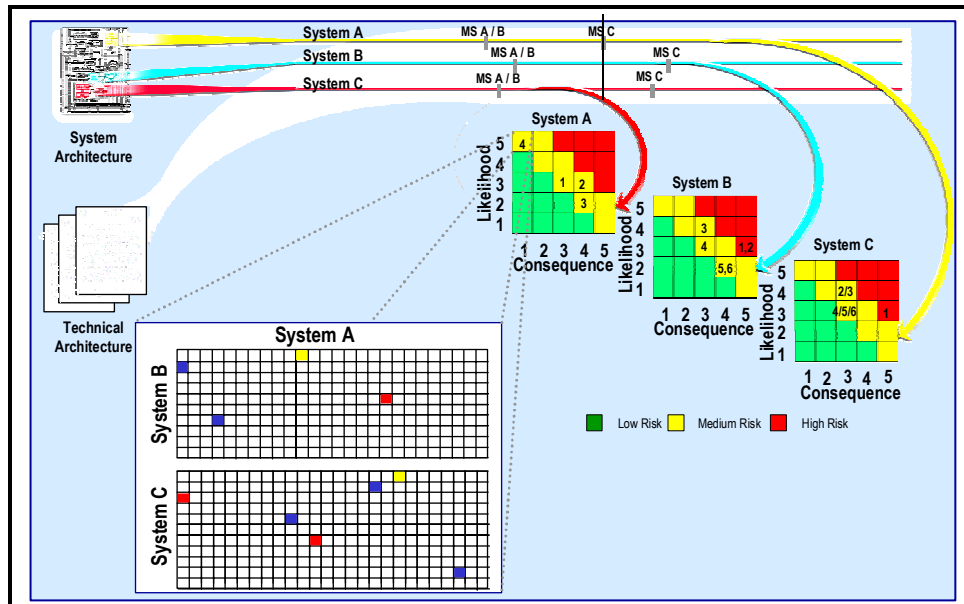 System A
MS A / B
MS C
System B
MS A / B
MS C
System C
MS A / B
MS C
System
Architecture
Technical
Architecture
System A
Likelihood
5
4
3
2
1
4
1
2
3
1 2 3 4 5
Consequence
System B
Likelihood
5
4
3
2
1
3
4
1,2
5,6
1 2 3 4 5
Consequence
System C
Likelihood
5
4
3
2
1
2/3
4/5/6
1
1 2 3 4 5
Consequence
Low Risk
Medium Risk
High Risk
System A
System B
System C